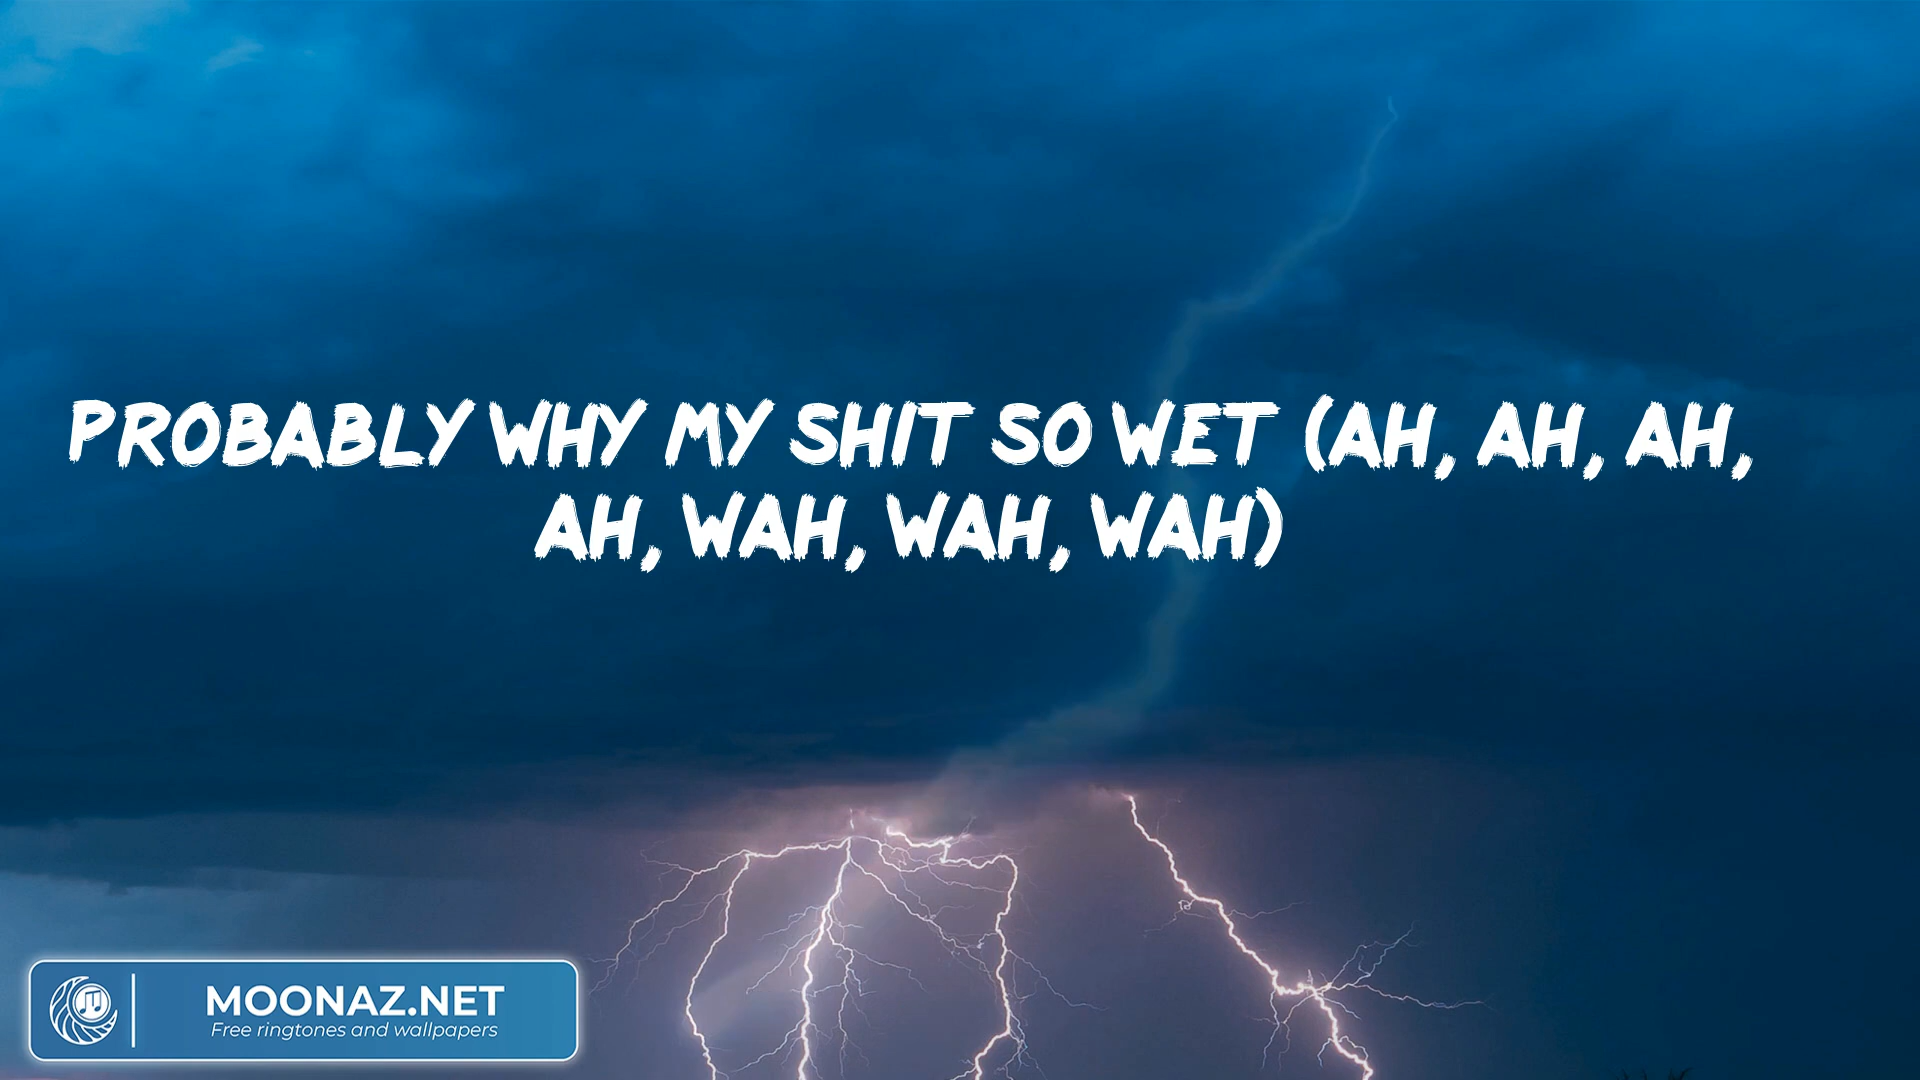 PROBABLY WHY MY SHIT SO WET (AH, AH, AH,
AH, WAH, WAH, WAH)
MOONAZ.NET
Free ringtones and wallpapers